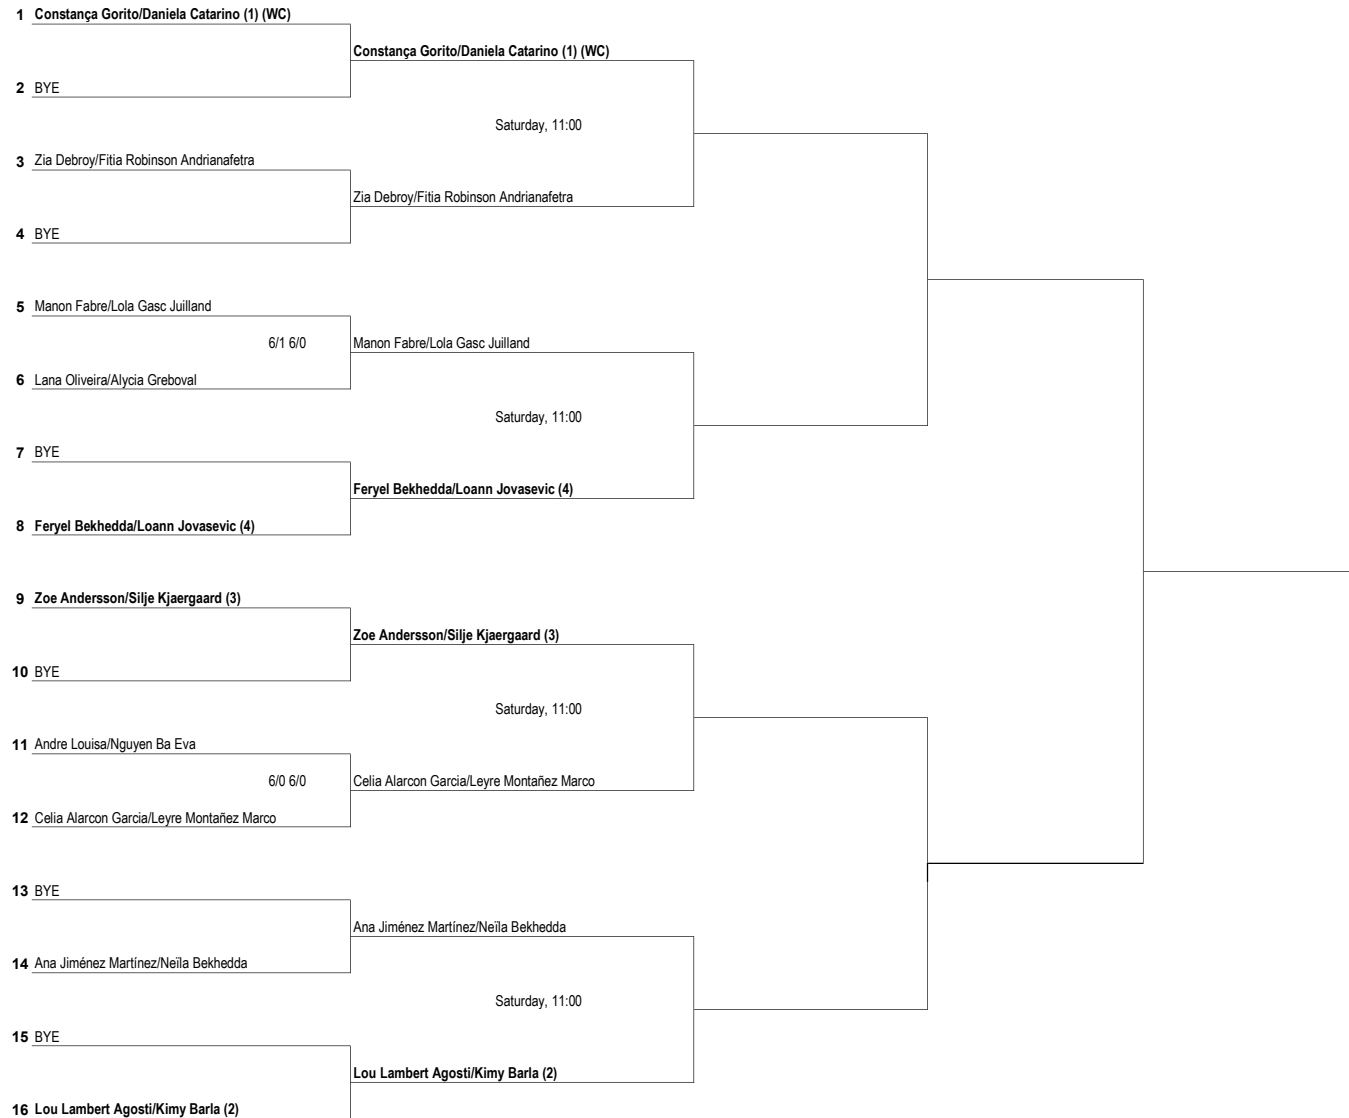 1 Constança Gorito/Daniela Catarino (1) (WC)
Constança Gorito/Daniela Catarino (1) (WC)
2 BYE
Saturday, 11:00
3 Zia Debroy/Fitia Robinson Andrianafetra
Zia Debroy/Fitia Robinson Andrianafetra
4 BYE
5 Manon Fabre/Lola Gasc Juilland
6/1 6/0 Manon Fabre/Lola Gasc Juilland
6 Lana Oliveira/Alycia Greboval
Saturday, 11:00
7 BYE
Feryel Bekhedda/Loann Jovasevic (4)
8 Feryel Bekhedda/Loann Jovasevic (4)
9 Zoe Andersson/Silje Kjaergaard (3)
Zoe Andersson/Silje Kjaergaard (3)
10 BYE
Saturday, 11:00
11 Andre Louisa/Nguyen Ba Eva
6/0 6/0 Celia Alarcon Garcia/Leyre Montañez Marco
12 Celia Alarcon Garcia/Leyre Montañez Marco
13 BYE
Ana Jiménez Martínez/Neïla Bekhedda
14 Ana Jiménez Martínez/Neïla Bekhedda
Saturday, 11:00
15 BYE
Lou Lambert Agosti/Kimy Barla (2)
16 Lou Lambert Agosti/Kimy Barla (2)